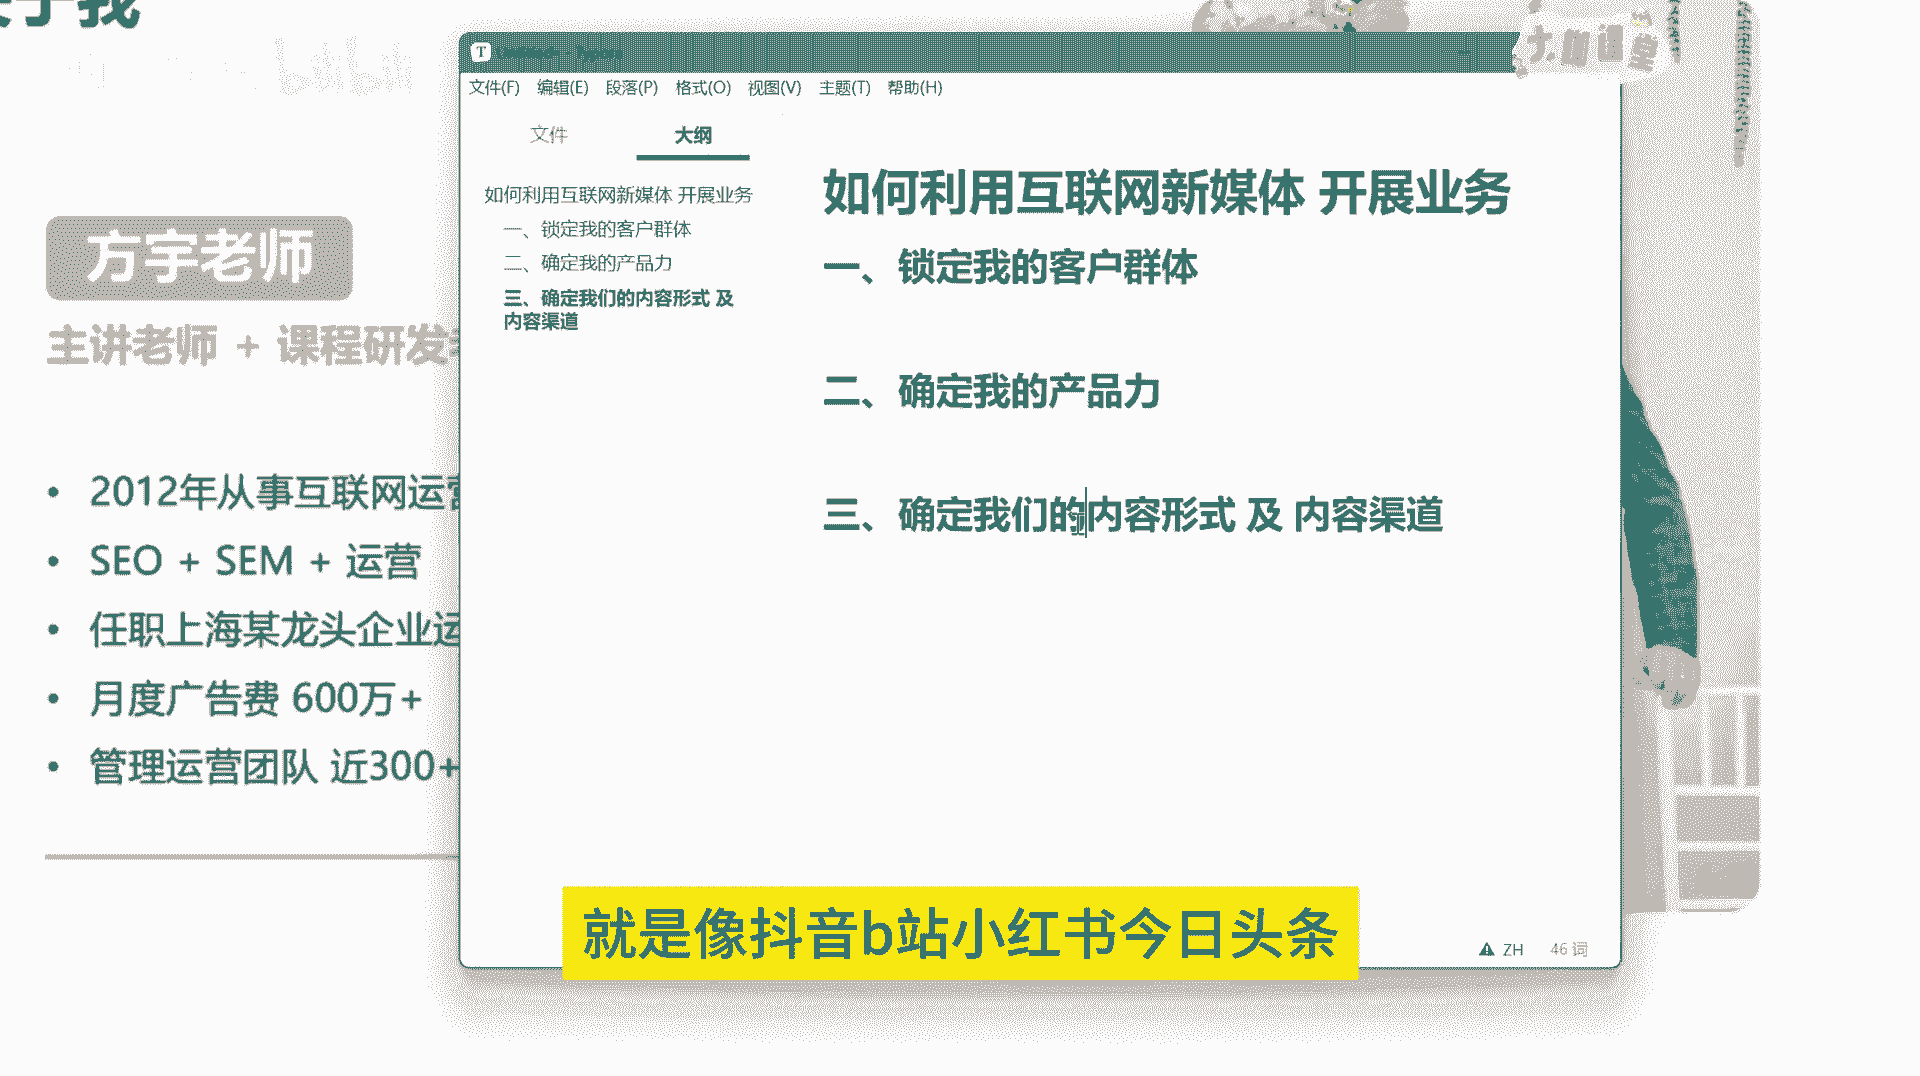 于我
bilibili
方宇老师
主讲老师 + 课程研发
2012年从事互联网运营
SEO + SEM + 运营
任职上海某龙头企业运
月度广告费 600万+
管理运营团队 近300+
大鹏课堂
文件(F) 编辑(E) 段落(P) 格式(O) 视图(V) 主题(T) 帮助(H)
文件 大纲
如何利用互联网新媒体 开展业务
一、锁定我的客户群体
二、确定我的产品力
三、确定我们的内容形式 及
内容渠道
如何利用互联网新媒体 开展业务
一、锁定我的客户群体
二、确定我的产品力
三、确定我们的内容形式 及 内容渠道
ZH 46 词
就是像抖音b站小红书今日头条